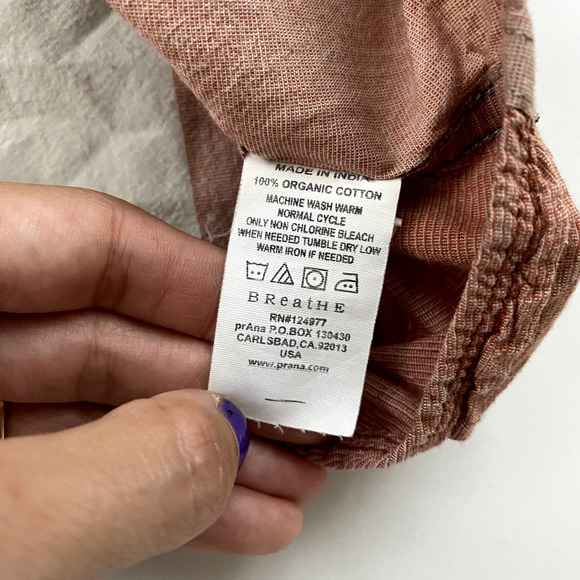 MADE IN INDIA
100% ORGANIC COTTON
MACHINE WASH WARM
NORMAL CYCLE
ONLY NON CHLORINE BLEACH
WHEN NEEDED TUMBLE DRY LOW
WARM IRON IF NEEDED
BReatHE
RN#124977
prAna P.O.BOX 130430
CARLSBAD,CA.92013
USA
www.prana.com